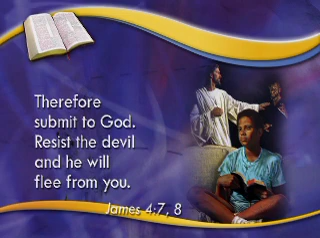 Therefore
submit to God.
Resist the devil
and he will
flee from you.
James 4:7, 8